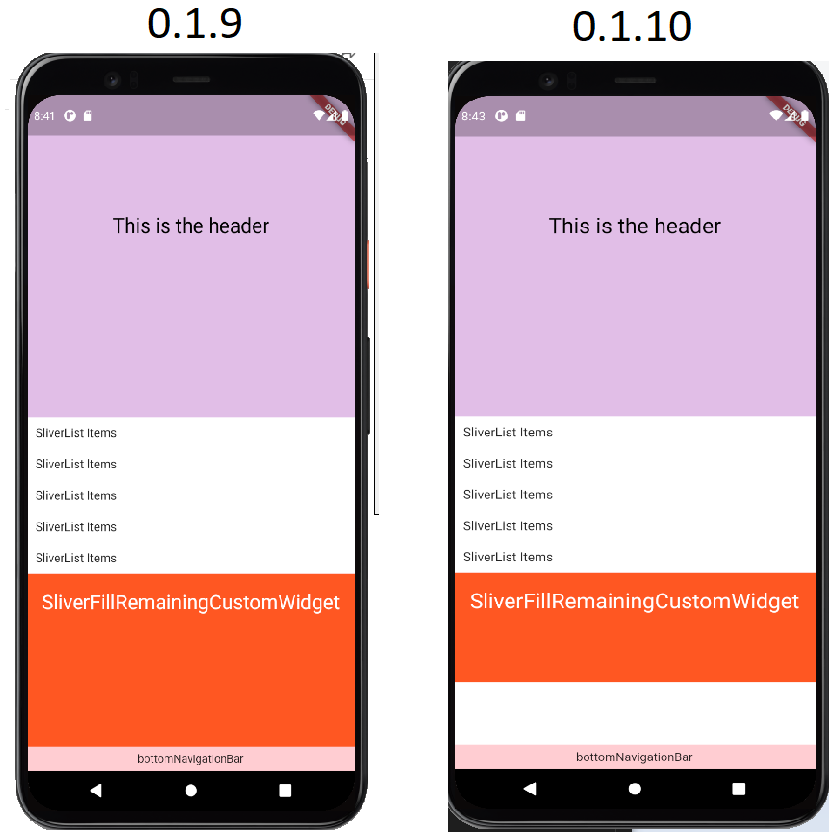 0.1.9
0.1.10
8:41
DEBUG
This is the header
SliverList Items
SliverList Items
SliverList Items
SliverList Items
SliverList Items
SliverFillRemainingCustomWidget
bottomNavigationBar
8:43
DEBUG
This is the header
SliverList Items
SliverList Items
SliverList Items
SliverList Items
SliverList Items
SliverFillRemainingCustomWidget
bottomNavigationBar